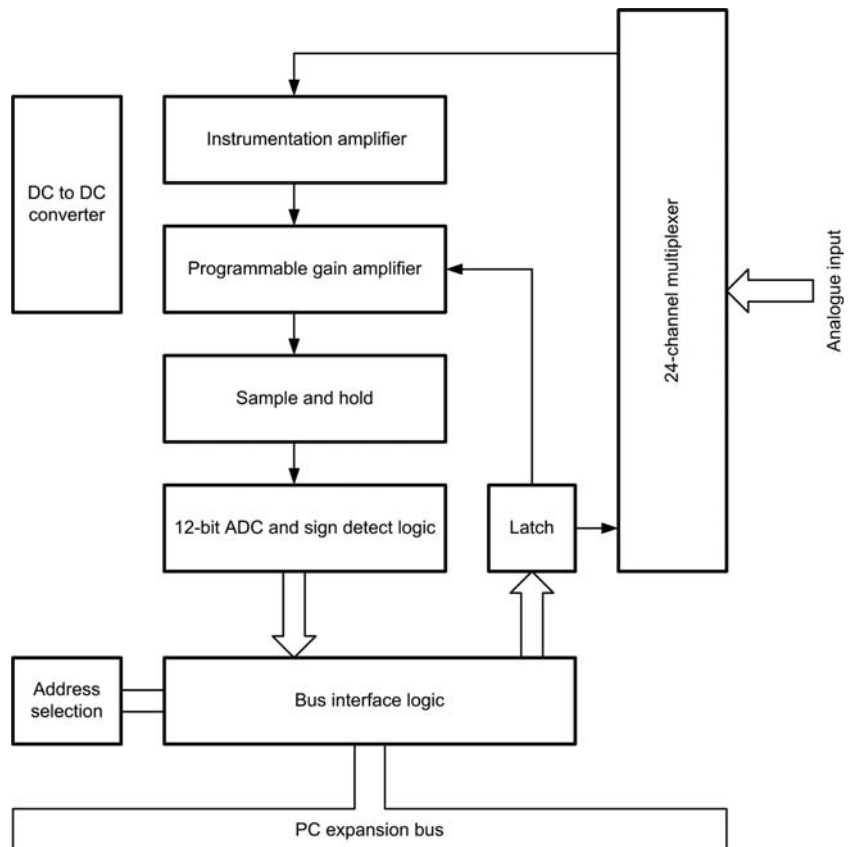 Instrumentation amplifier
DC to DC
converter
Programmable gain amplifier
24-channel multiplexer
Analogue input
Sample and hold
12-bit ADC and sign detect logic
Latch
Address
selection
Bus interface logic
PC expansion bus